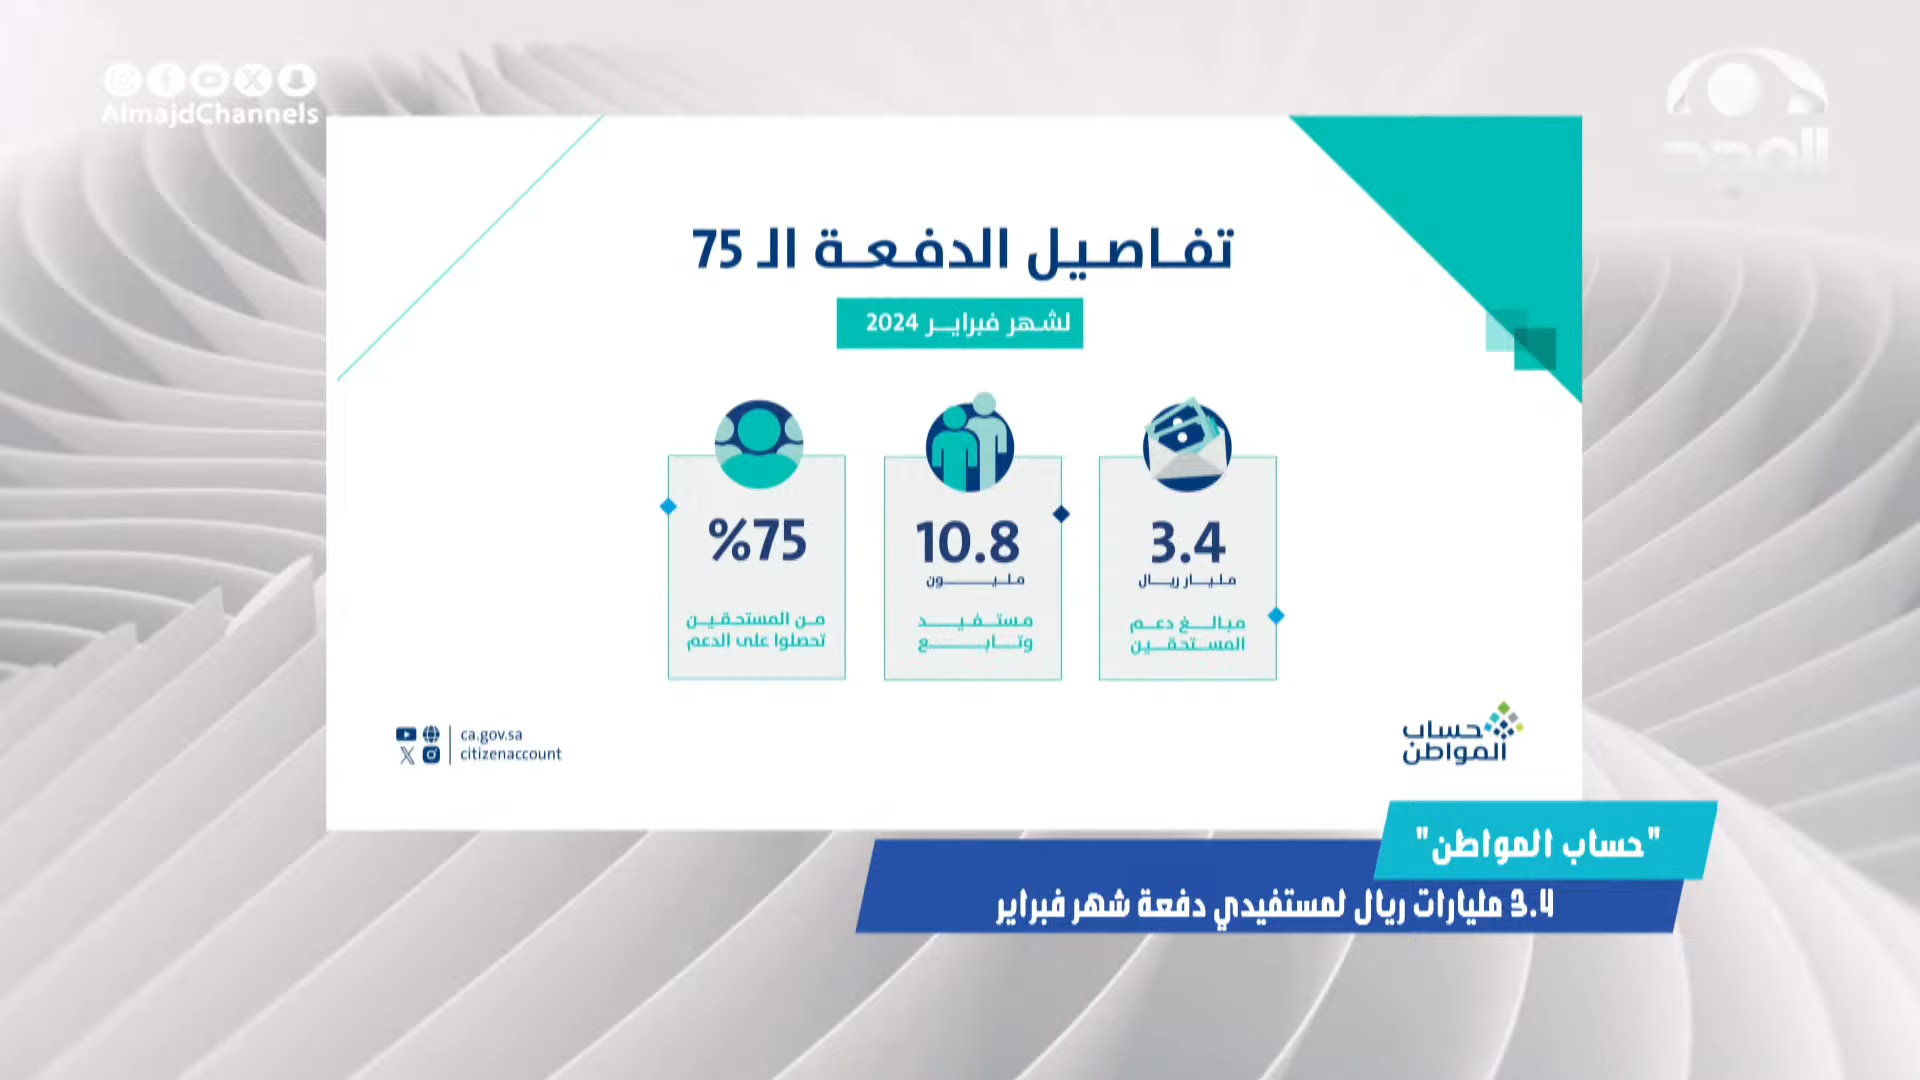 AlmajdChannels
المجد
تفاصيل الدفعة الـ 75
لشهر فبراير 2024
3.4
مليار ريال
مبالغ دعم
المستحقين
10.8
مليون
مستفيد
وتابع
%75
من المستحقين
تحصلوا على الدعم
ca.gov.sa
citizenaccount
حساب
المواطن
"حساب المواطن"
3.4 مليارات ريال لمستفيدي دفعة شهر فبراير